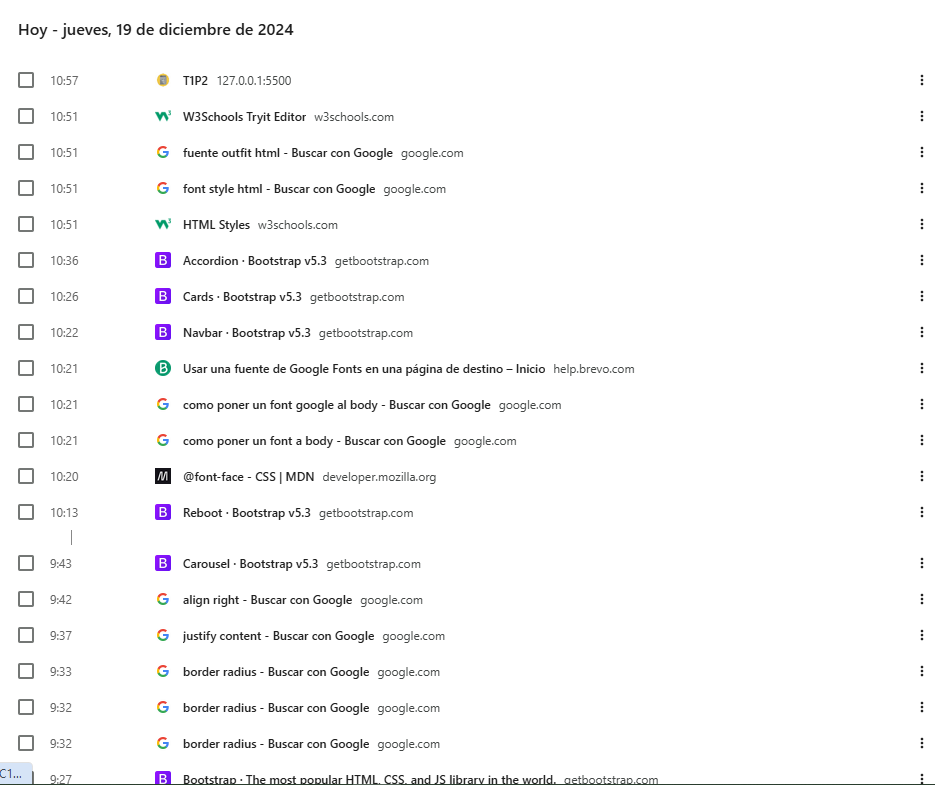 Hoy - jueves, 19 de diciembre de 2024
10:57 T1P2 127.0.0.1:5500
10:51 W3Schools Tryit Editor w3schools.com
10:51 fuente outfit html - Buscar con Google google.com
10:51 font style html - Buscar con Google google.com
10:51 HTML Styles w3schools.com
10:36 Accordion · Bootstrap v5.3 getbootstrap.com
10:26 Cards · Bootstrap v5.3 getbootstrap.com
10:22 Navbar · Bootstrap v5.3 getbootstrap.com
10:21 Usar una fuente de Google Fonts en una página de destino – Inicio help.brevo.com
10:21 como poner un font google al body - Buscar con Google google.com
10:21 como poner un font a body - Buscar con Google google.com
10:20 @font-face - CSS | MDN developer.mozilla.org
10:13 Reboot · Bootstrap v5.3 getbootstrap.com
9:43 Carousel · Bootstrap v5.3 getbootstrap.com
9:42 align right - Buscar con Google google.com
9:37 justify content - Buscar con Google google.com
9:33 border radius - Buscar con Google google.com
9:32 border radius - Buscar con Google google.com
9:32 border radius - Buscar con Google google.com
C1...
9:27 Bootstrap · The most popular HTML, CSS, and JS library in the world. getbootstrap.com